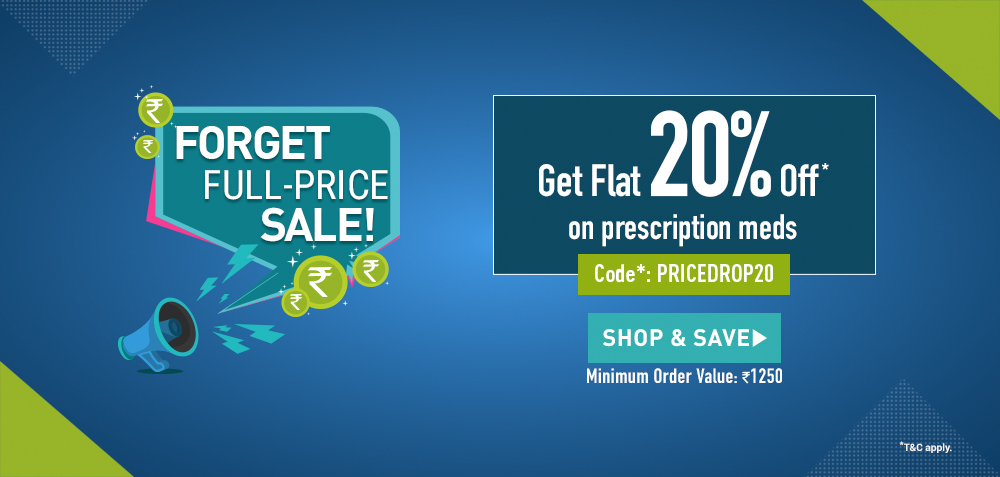 FORGET
FULL-PRICE
SALE!
Get Flat 20% Off*
on prescription meds
Code*: PRICEDROP20
SHOP & SAVE▶
Minimum Order Value: ₹1250
*T&C apply.